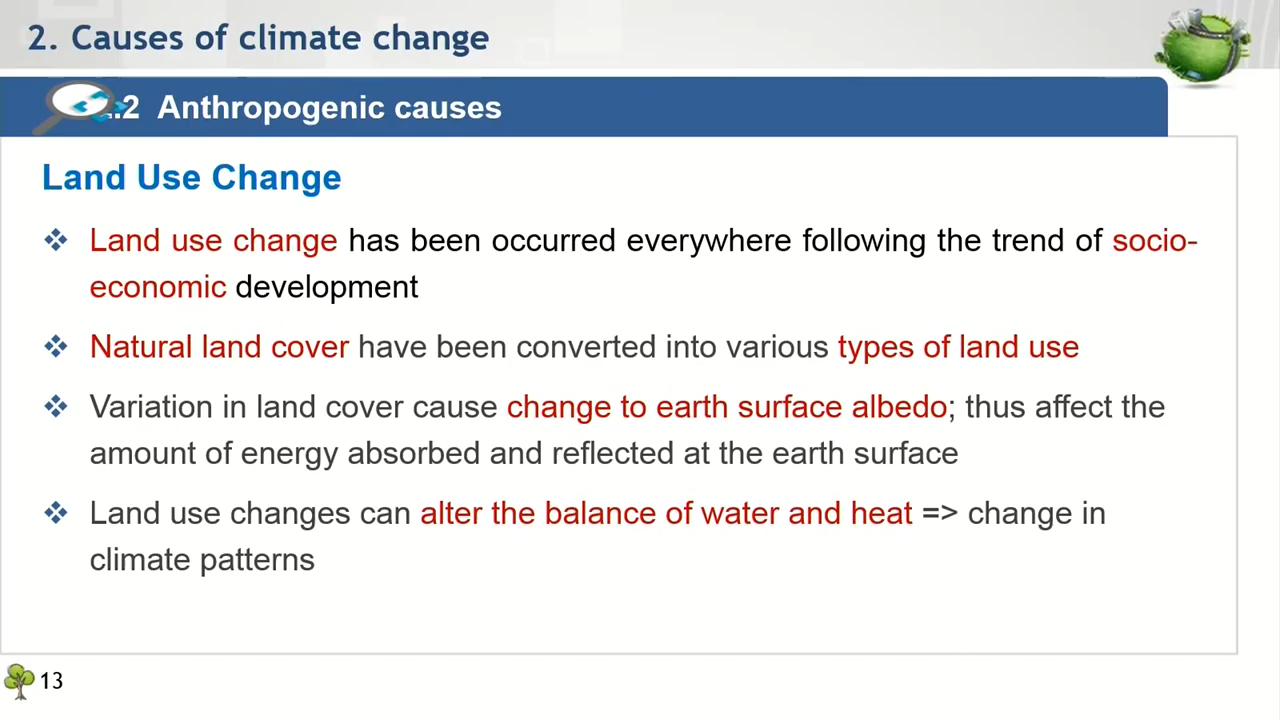 2. Causes of climate change
.2 Anthropogenic causes
Land Use Change
❖ Land use change has been occurred everywhere following the trend of socio-
economic development
❖ Natural land cover have been converted into various types of land use
❖ Variation in land cover cause change to earth surface albedo; thus affect the
amount of energy absorbed and reflected at the earth surface
❖ Land use changes can alter the balance of water and heat => change in
climate patterns
13